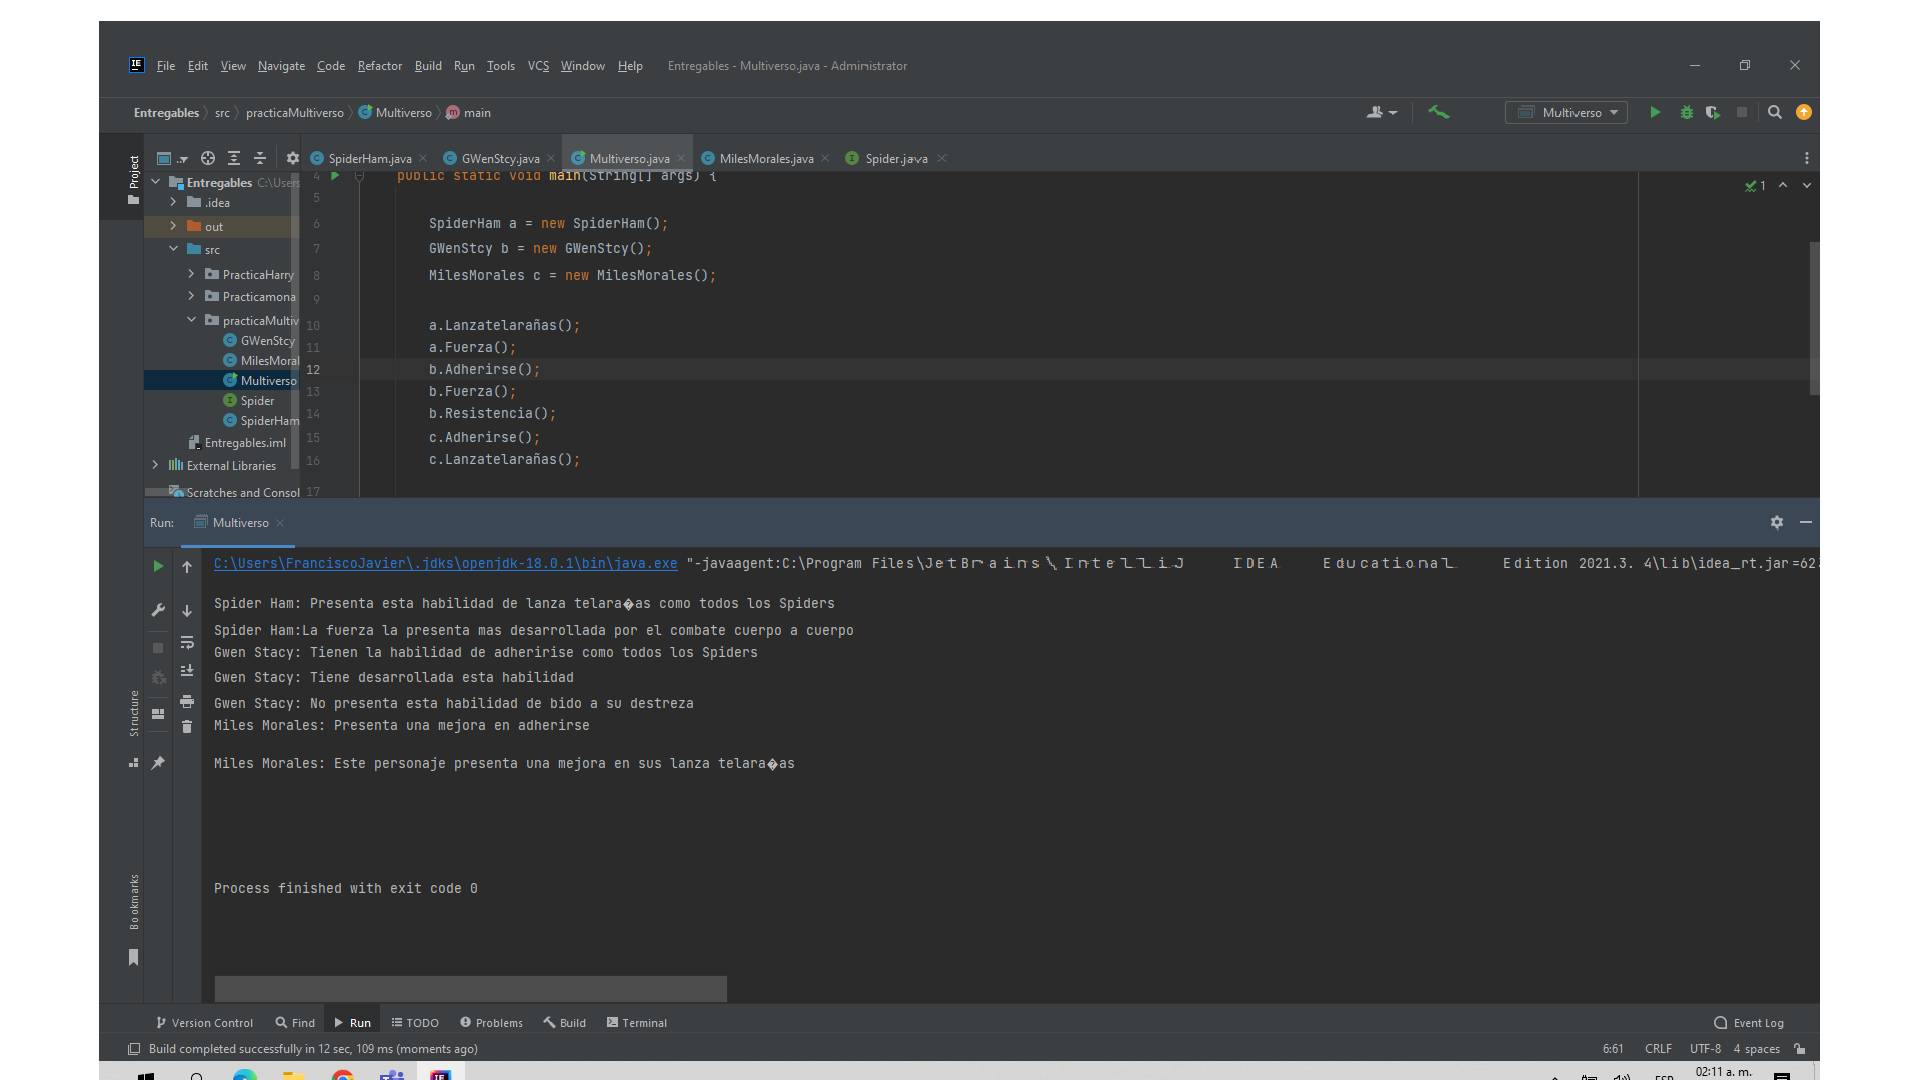 File Edit View Navigate Code Refactor Build Run Tools VCS Window Help Entregables - Multiverso.java - Administrator
Entregables src practicaMultiverso Multiverso main
Multiverso
Project
SpiderHam.java GWenStcy.java Multiverso.java MilesMorales.java Spider.java
Entregables C:\Users
.idea
out
src
PracticaHarry
Practicamona
practicaMultiv
GWenStcy
MilesMoral
Multiverso
Spider
SpiderHam
Entregables.iml
External Libraries
Scratches and Consol
4 public static void main(String[] args) {
5
6 SpiderHam a = new SpiderHam();
7 GWenStcy b = new GWenStcy();
8 MilesMorales c = new MilesMorales();
9
10 a.Lanzatelarañas();
11 a.Fuerza();
12 b.Adherirse();
13 b.Fuerza();
14 b.Resistencia();
15 c.Adherirse();
16 c.Lanzatelarañas();
17
1
Run: Multiverso
C:\Users\FranciscoJavier\.jdks\openjdk-18.0.1\bin\java.exe "-javaagent:C:\Program Files\JetBrains\IntelliJ IDEA Educational Edition 2021.3. 4\lib\idea_rt.jar=62
Spider Ham: Presenta esta habilidad de lanza telara�as como todos los Spiders
Spider Ham:La fuerza la presenta mas desarrollada por el combate cuerpo a cuerpo
Gwen Stacy: Tienen la habilidad de adheririse como todos los Spiders
Gwen Stacy: Tiene desarrollada esta habilidad
Gwen Stacy: No presenta esta habilidad de bido a su destreza
Miles Morales: Presenta una mejora en adherirse
Miles Morales: Este personaje presenta una mejora en sus lanza telara�as
Process finished with exit code 0
Structure
Bookmarks
Version Control Find Run TODO Problems Build Terminal Event Log
Build completed successfully in 12 sec, 109 ms (moments ago) 6:61 CRLF UTF-8 4 spaces
ESP 02:11 a. m.